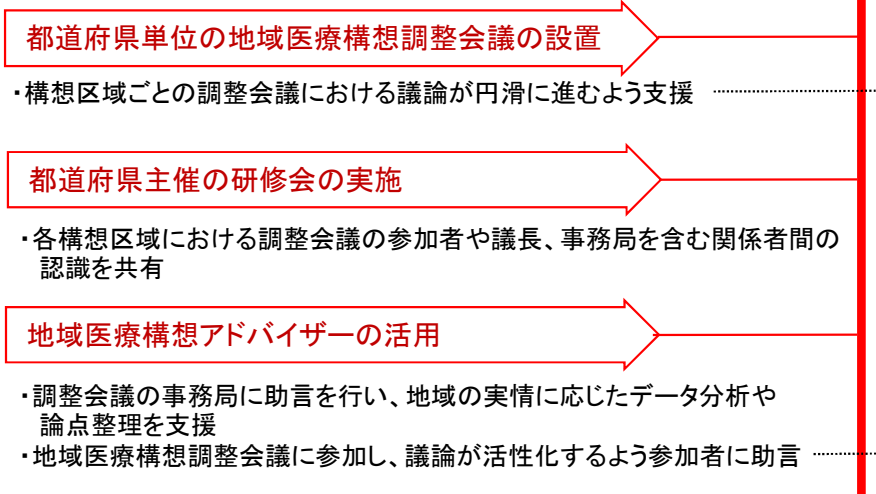 都道府県単位の地域医療構想調整会議の設置
・構想区域ごとの調整会議における議論が円滑に進むよう支援
都道府県主催の研修会の実施
・各構想区域における調整会議の参加者や議長、事務局を含む関係者間の
認識を共有
地域医療構想アドバイザーの活用
・調整会議の事務局に助言を行い、地域の実情に応じたデータ分析や
論点整理を支援
・地域医療構想調整会議に参加し、議論が活性化するよう参加者に助言